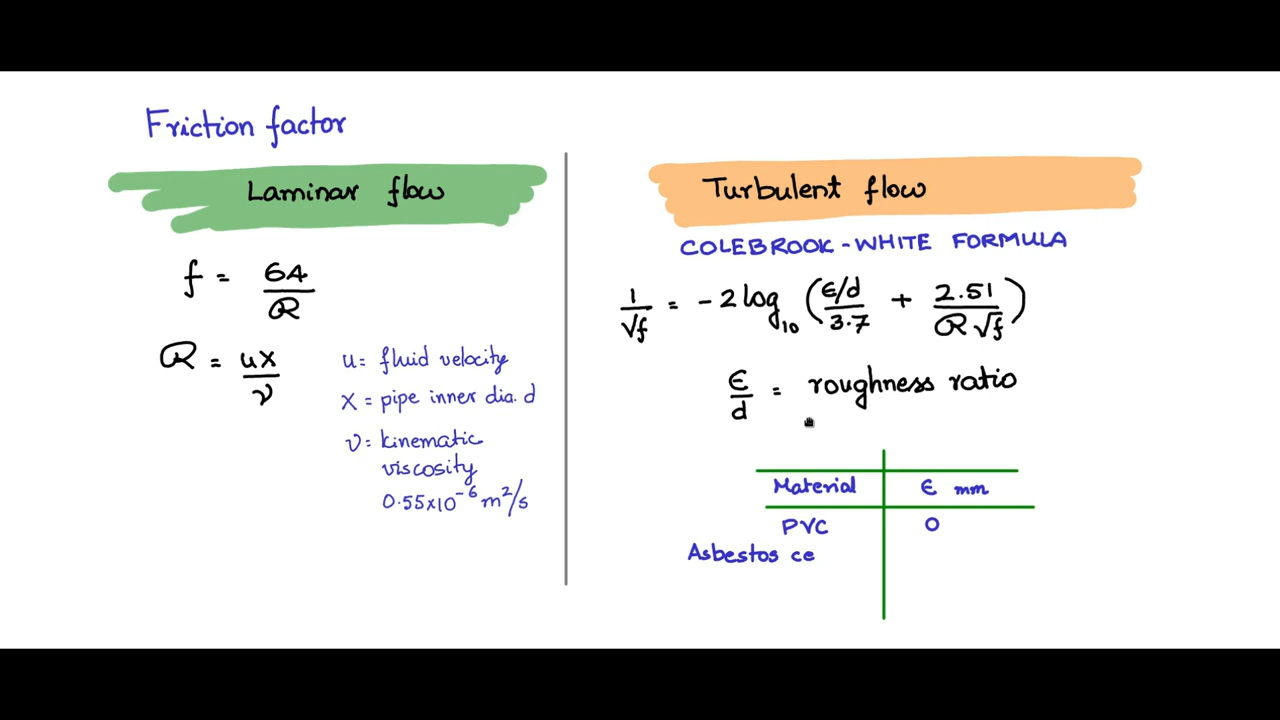 Friction factor
Laminar flow
f = 64/R
R = ux/ν
u = fluid velocity
x = pipe inner dia. d
ν = kinematic
viscosity
0.55x10⁻⁶ m²/s
Turbulent flow
COLEBROOK-WHITE FORMULA
1/√f = -2 log₁₀ (ϵ/d/3.7 + 2.51/R√f)
ϵ/d = roughness ratio
Material ϵ mm
PVC 0
Asbestos ce